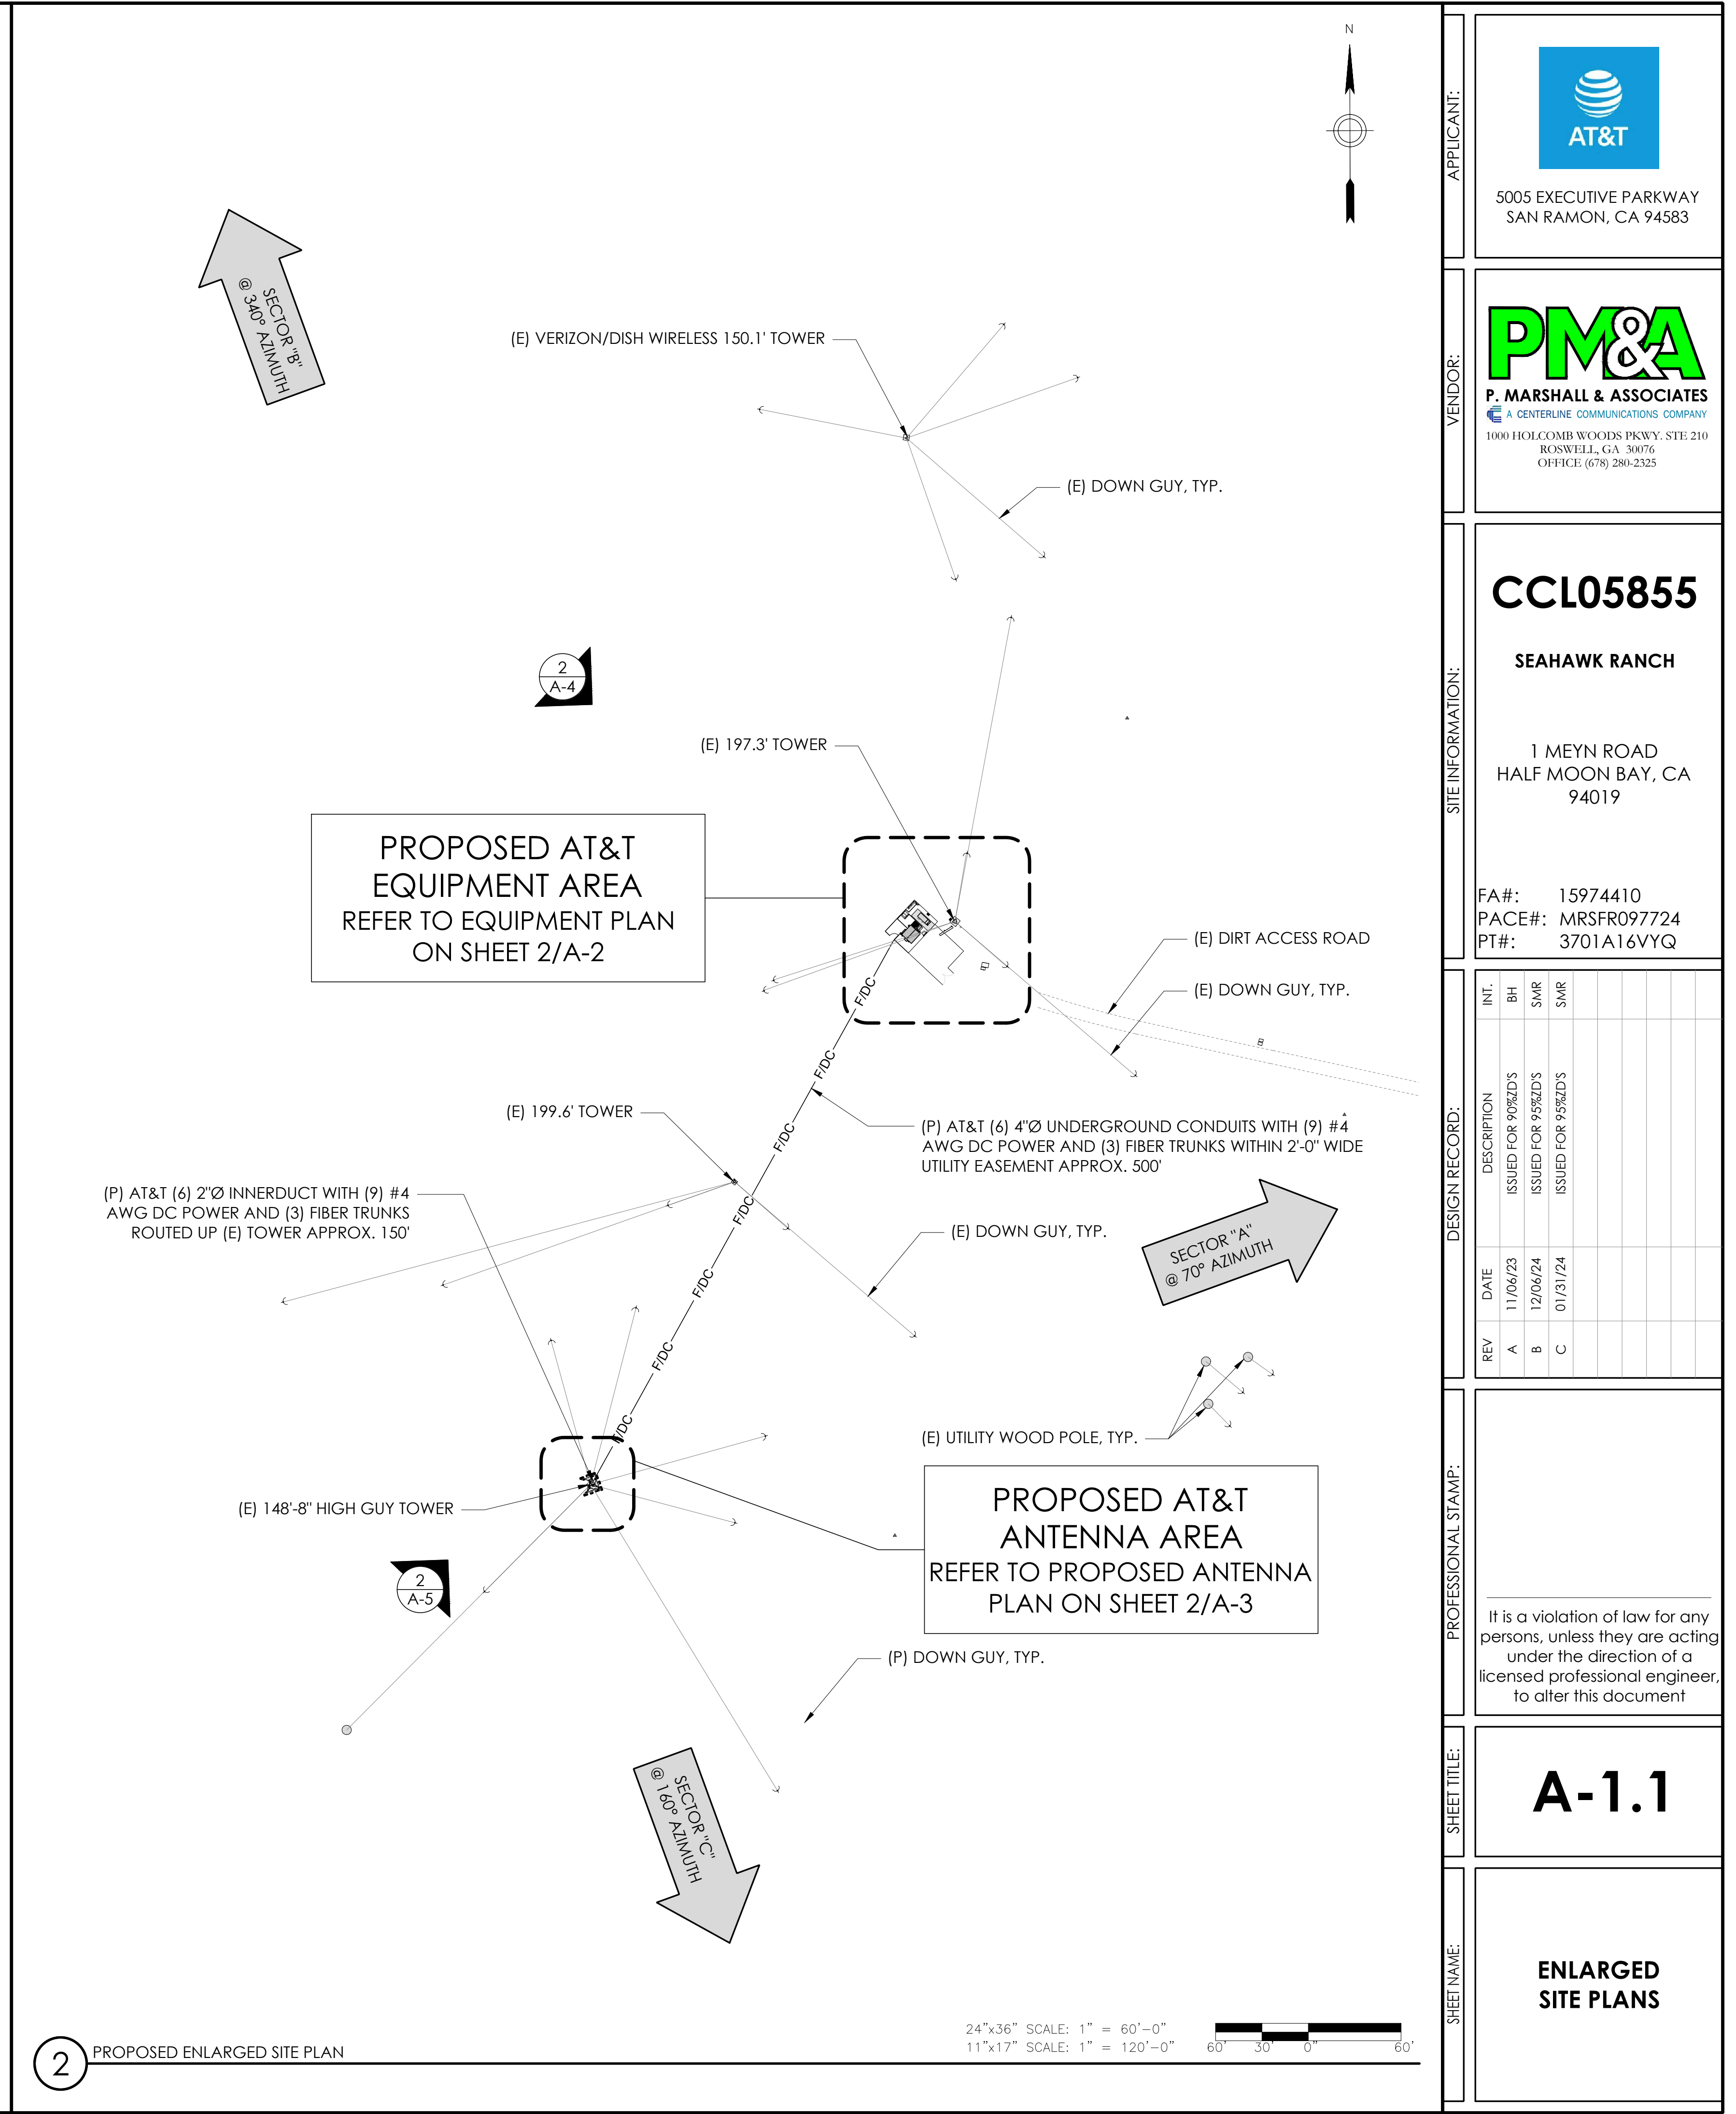 N
SECTOR "B"
@ 340° AZIMUTH
(E) VERIZON/DISH WIRELESS 150.1' TOWER
(E) DOWN GUY, TYP.
2
A-4
(E) 197.3' TOWER
PROPOSED AT&T
EQUIPMENT AREA
REFER TO EQUIPMENT PLAN
ON SHEET 2/A-2
(E) DIRT ACCESS ROAD
(E) DOWN GUY, TYP.
F/DC
F/DC
F/DC
F/DC
F/DC
F/DC
F/DC
(E) 199.6' TOWER
(P) AT&T (6) 4"Ø UNDERGROUND CONDUITS WITH (9) #4
AWG DC POWER AND (3) FIBER TRUNKS WITHIN 2'-0" WIDE
UTILITY EASEMENT APPROX. 500'
(P) AT&T (6) 2"Ø INNERDUCT WITH (9) #4
AWG DC POWER AND (3) FIBER TRUNKS
ROUTED UP (E) TOWER APPROX. 150'
(E) DOWN GUY, TYP.
SECTOR "A"
@ 70° AZIMUTH
(E) UTILITY WOOD POLE, TYP.
(E) 148'-8" HIGH GUY TOWER
PROPOSED AT&T
ANTENNA AREA
REFER TO PROPOSED ANTENNA
PLAN ON SHEET 2/A-3
2
A-5
(P) DOWN GUY, TYP.
SECTOR "C"
@ 160° AZIMUTH
24"x36" SCALE: 1" = 60'-0"
11"x17" SCALE: 1" = 120'-0"
60' 30' 0" 60'
2 PROPOSED ENLARGED SITE PLAN
APPLICANT:
AT&T
5005 EXECUTIVE PARKWAY
SAN RAMON, CA 94583
VENDOR:
PM&A
P. MARSHALL & ASSOCIATES
A CENTERLINE COMMUNICATIONS COMPANY
1000 HOLCOMB WOODS PKWY. STE 210
ROSWELL, GA 30076
OFFICE (678) 280-2325
SITE INFORMATION:
CCL05855
SEAHAWK RANCH
1 MEYN ROAD
HALF MOON BAY, CA
94019
FA#: 15974410
PACE#: MRSFR097724
PT#: 3701A16VYQ
DESIGN RECORD:
REV DATE DESCRIPTION INT.
A 11/06/23 ISSUED FOR 90%ZD'S BH
B 12/06/24 ISSUED FOR 95%ZD'S SMR
C 01/31/24 ISSUED FOR 95%ZD'S SMR
PROFESSIONAL STAMP:
It is a violation of law for any
persons, unless they are acting
under the direction of a
licensed professional engineer,
to alter this document
SHEET TITLE:
A-1.1
SHEET NAME:
ENLARGED
SITE PLANS